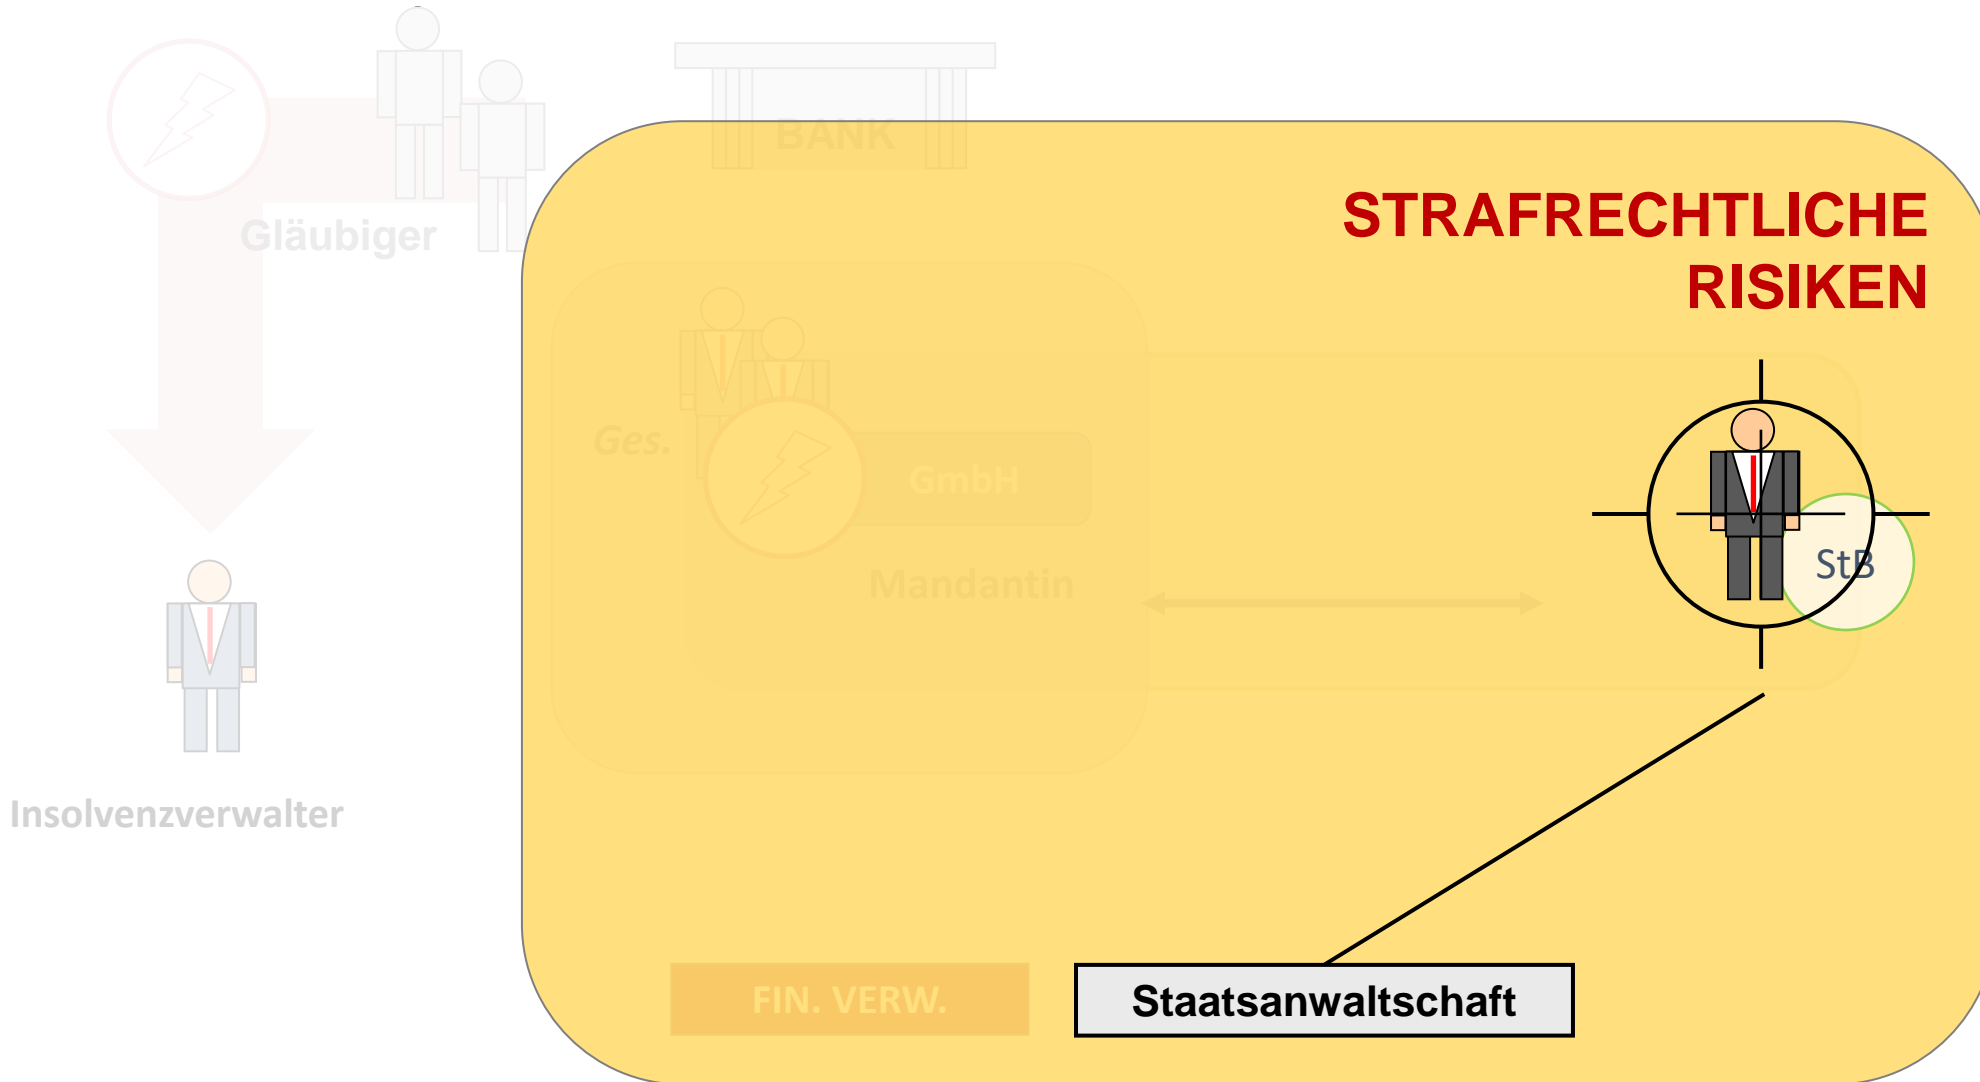 BANK
STRAFRECHTLICHE
RISIKEN
Gläubiger
Ges.
GmbH
StB
Mandantin
Insolvenzverwalter
FIN. VERW.
Staatsanwaltschaft